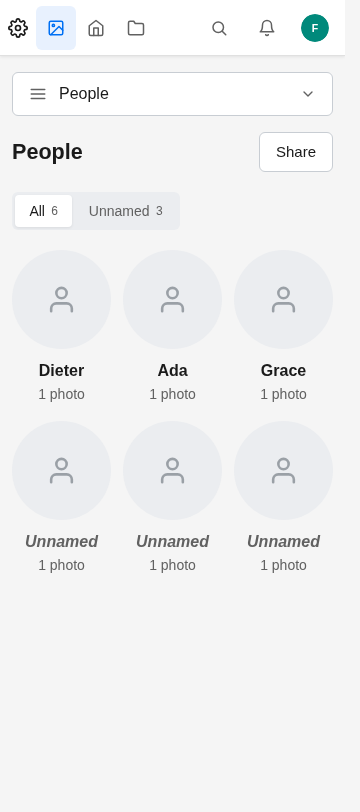 F
People
People
Share
All 6 Unnamed 3
Dieter Ada Grace
1 photo 1 photo 1 photo
Unnamed Unnamed Unnamed
1 photo 1 photo 1 photo